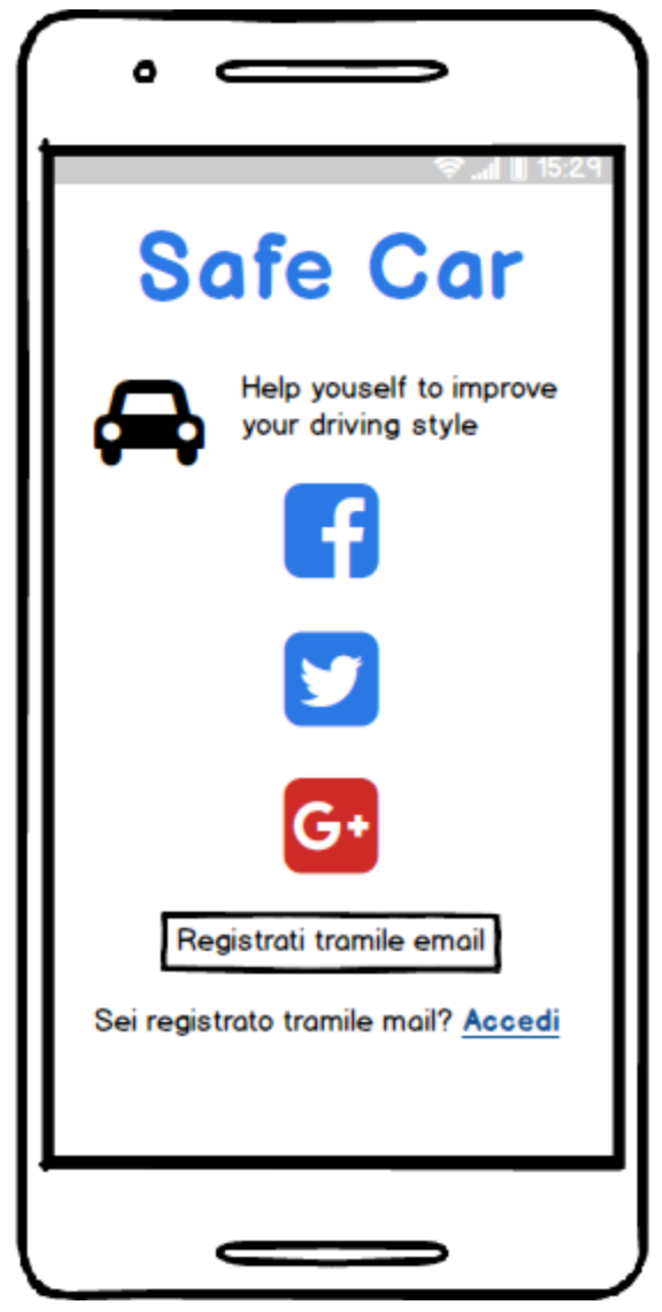 15:29
Safe Car
Help youself to improve
your driving style
f
G+
Registrati tramile email
Sei registrato tramile mail? Accedi